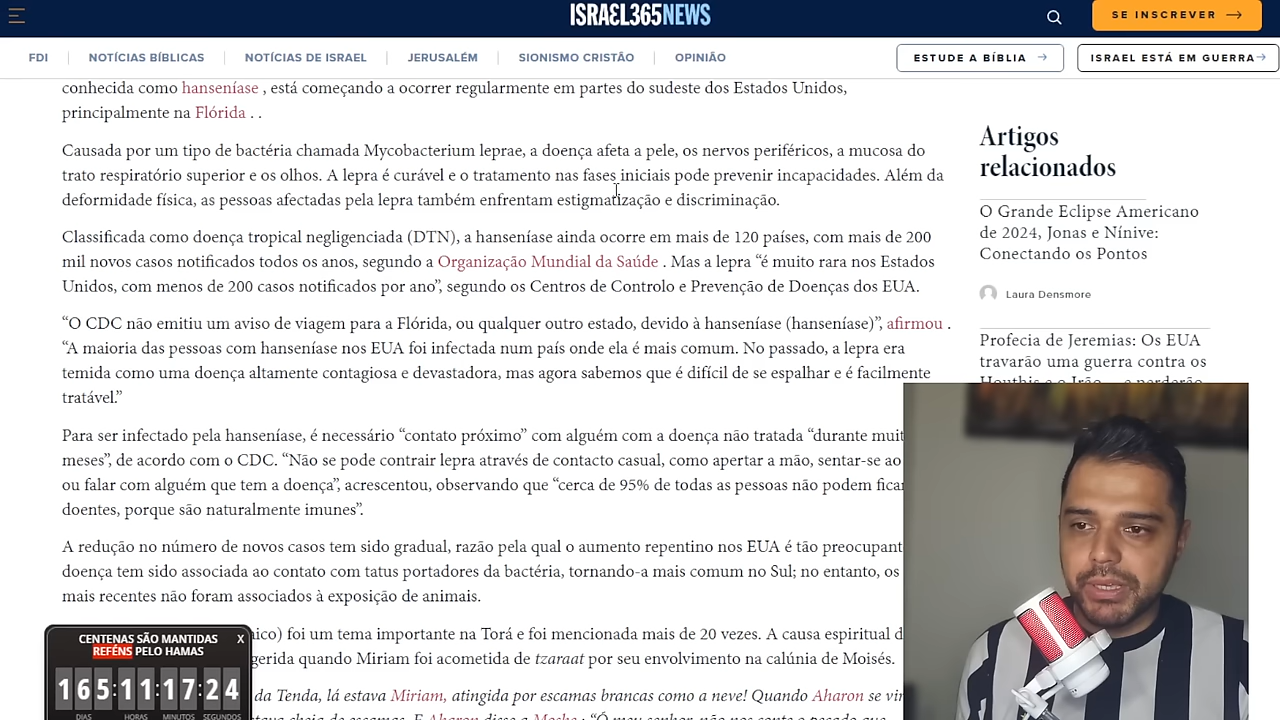 ISRAEL365NEWS
SE INSCREVER
FDI
NOTÍCIAS BÍBLICAS
NOTÍCIAS DE ISRAEL
JERUSALÉM
SIONISMO CRISTÃO
OPINIÃO
ESTUDE A BÍBLIA
ISRAEL ESTÁ EM GUERRA
conhecida como hanseníase , está começando a ocorrer regularmente em partes do sudeste dos Estados Unidos,
principalmente na Flórida . .
Causada por um tipo de bactéria chamada Mycobacterium leprae, a doença afeta a pele, os nervos periféricos, a mucosa do
trato respiratório superior e os olhos. A lepra é curável e o tratamento nas fases iniciais pode prevenir incapacidades. Além da
deformidade física, as pessoas afectadas pela lepra também enfrentam estigmatização e discriminação.
Classificada como doença tropical negligenciada (DTN), a hanseníase ainda ocorre em mais de 120 países, com mais de 200
mil novos casos notificados todos os anos, segundo a Organização Mundial da Saúde . Mas a lepra “é muito rara nos Estados
Unidos, com menos de 200 casos notificados por ano”, segundo os Centros de Controlo e Prevenção de Doenças dos EUA.
“O CDC não emitiu um aviso de viagem para a Flórida, ou qualquer outro estado, devido à hanseníase (hanseníase)”, afirmou .
“A maioria das pessoas com hanseníase nos EUA foi infectada num país onde ela é mais comum. No passado, a lepra era
temida como uma doença altamente contagiosa e devastadora, mas agora sabemos que é difícil de se espalhar e é facilmente
tratável.”
Para ser infectado pela hanseníase, é necessário “contato próximo” com alguém com a doença não tratada “durante muit
meses”, de acordo com o CDC. “Não se pode contrair lepra através de contacto casual, como apertar a mão, sentar-se ao
ou falar com alguém que tem a doença”, acrescentou, observando que “cerca de 95% de todas as pessoas não podem ficar
doentes, porque são naturalmente imunes”.
A redução no número de novos casos tem sido gradual, razão pela qual o aumento repentino nos EUA é tão preocupant
doença tem sido associada ao contato com tatus portadores da bactéria, tornando-a mais comum no Sul; no entanto, os
mais recentes não foram associados à exposição de animais.
nico) foi um tema importante na Torá e foi mencionada mais de 20 vezes. A causa espiritual d
gerida quando Miriam foi acometida de tzaraat por seu envolvimento na calúnia de Moisés.
da Tenda, lá estava Miriam, atingida por escamas brancas como a neve! Quando Aharon se vir
Artigos
relacionados
O Grande Eclipse Americano
de 2024, Jonas e Nínive:
Conectando os Pontos
Laura Densmore
Profecia de Jeremias: Os EUA
travarão uma guerra contra os
CENTENAS SÃO MANTIDAS X
REFÉNS PELO HAMAS
165:11:17:24
DIAS HORAS MINUTOS SEGUNDOS